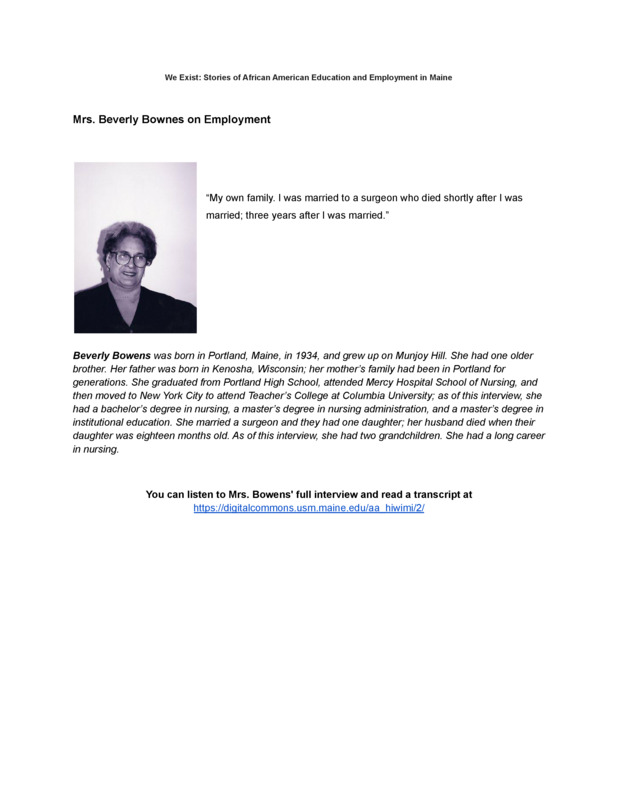 We Exist: Stories of African American Education and Employment in Maine
Mrs. Beverly Bownes on Employment
“My own family. I was married to a surgeon who died shortly after I was
married; three years after I was married.”
Beverly Bowens was born in Portland, Maine, in 1934, and grew up on Munjoy Hill. She had one older
brother. Her father was born in Kenosha, Wisconsin; her mother’s family had been in Portland for
generations. She graduated from Portland High School, attended Mercy Hospital School of Nursing, and
then moved to New York City to attend Teacher’s College at Columbia University; as of this interview, she
had a bachelor’s degree in nursing, a master’s degree in nursing administration, and a master’s degree in
institutional education. She married a surgeon and they had one daughter; her husband died when their
daughter was eighteen months old. As of this interview, she had two grandchildren. She had a long career
in nursing.
You can listen to Mrs. Bowens' full interview and read a transcript at
https://digitalcommons.usm.maine.edu/aa_hiwimi/2/